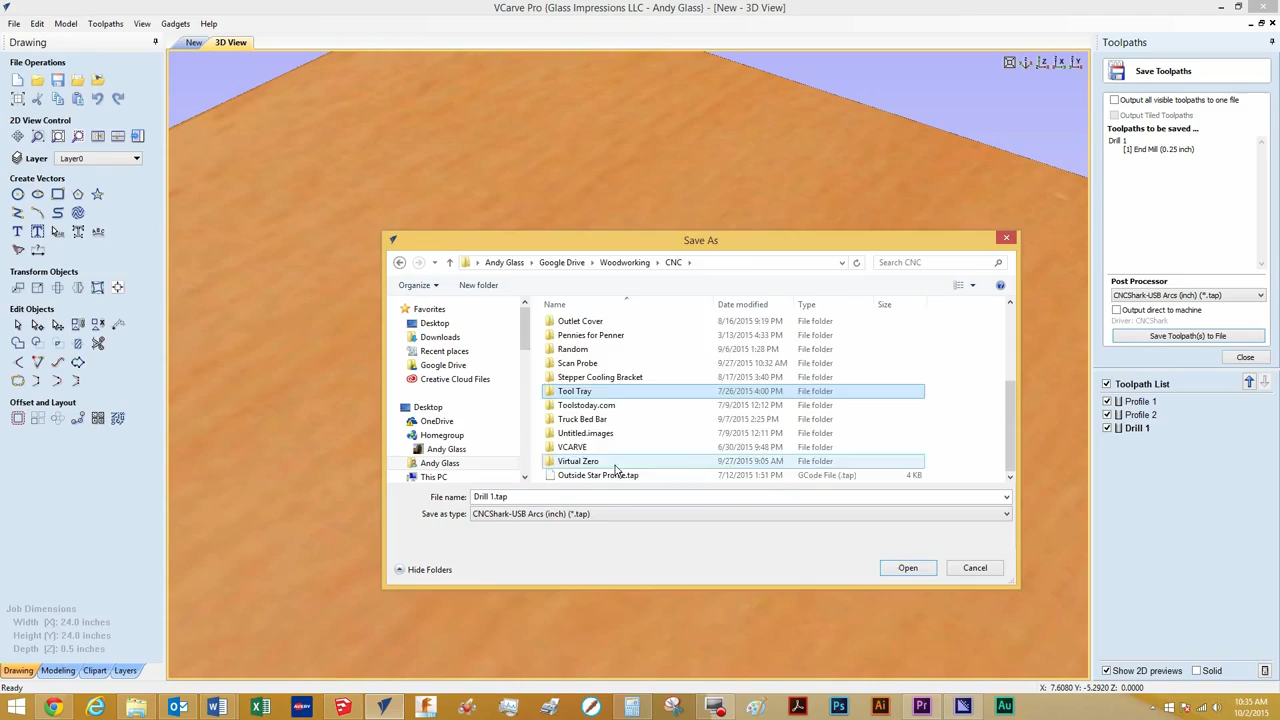 VCarve Pro {Glass Impressions LLC - Andy Glass} - [New - 3D View]
File Edit Model Toolpaths View Gadgets Help
Drawing
New 3D View
File Operations
2D View Control
Layer Layer0
Create Vectors
Transform Objects
Edit Objects
Offset and Layout
Job Dimensions
Width [X]: 24.0 inches
Height [Y]: 24.0 inches
Depth [Z]: 0.5 inches
Drawing Modeling Clipart Layers
Ready
Save As
Andy Glass Google Drive Woodworking CNC
Search CNC
Organize New folder
Favorites
Desktop
Downloads
Recent places
Google Drive
Creative Cloud Files
Desktop
OneDrive
Homegroup
Andy Glass
Andy Glass
This PC
Name Date modified Type Size
Outlet Cover 8/16/2015 9:19 PM File folder
Pennies for Penner 3/13/2015 4:33 PM File folder
Random 9/6/2015 1:28 PM File folder
Scan Probe 9/27/2015 10:32 AM File folder
Stepper Cooling Bracket 8/17/2015 3:40 PM File folder
Tool Tray 7/26/2015 4:00 PM File folder
Toolstoday.com 7/9/2015 12:12 PM File folder
Truck Bed Bar 9/7/2015 2:25 PM File folder
Untitled.images 7/9/2015 12:11 PM File folder
VCARVE 6/30/2015 9:48 PM File folder
Virtual Zero 9/27/2015 9:05 AM File folder
Outside Star Profile.tap 7/12/2015 1:51 PM GCode File (.tap) 4 KB
File name: Drill 1.tap
Save as type: CNCShark-USB Arcs (inch) (*.tap)
Hide Folders
Open Cancel
Toolpaths
Save Toolpaths
Output all visible toolpaths to one file
Output Tiled Toolpaths
Toolpaths to be saved ...
Drill 1
[1] End Mill (0.25 inch)
Post Processor
CNCShark-USB Arcs (inch) (*.tap)
Output direct to machine
Driver: CNCShark
Save Toolpath(s) to File
Close
Toolpath List
Profile 1
Profile 2
Drill 1
Show 2D previews Solid
X: 7.6080 Y: -5.2920 Z: 0.0000
10:35 AM
10/2/2015